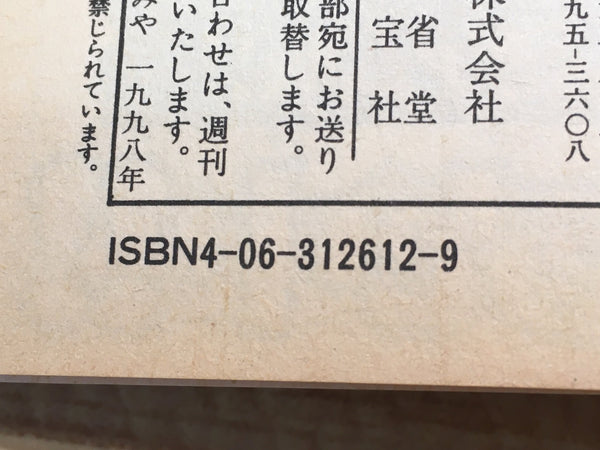 九五-三六〇八
株式会社
省堂
宝社
部宛にお送り
取替します。
わせは、週刊
いたします。
みや 一九九八年
禁じられています。
ISBN4-06-312612-9